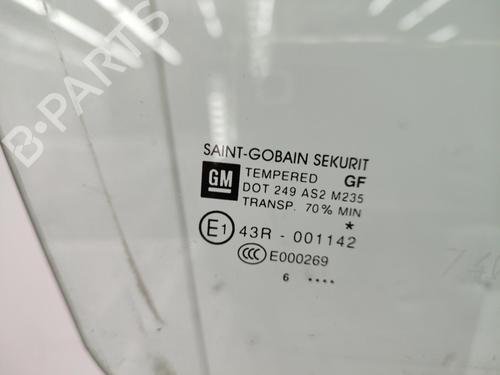 B-PARTS
SAINT-GOBAIN SEKURIT
GM TEMPERED GF
DOT 249 AS2 M235
TRANSP. 70% MIN
*
E1 43R - 001142
CCC E000269
6 ••••